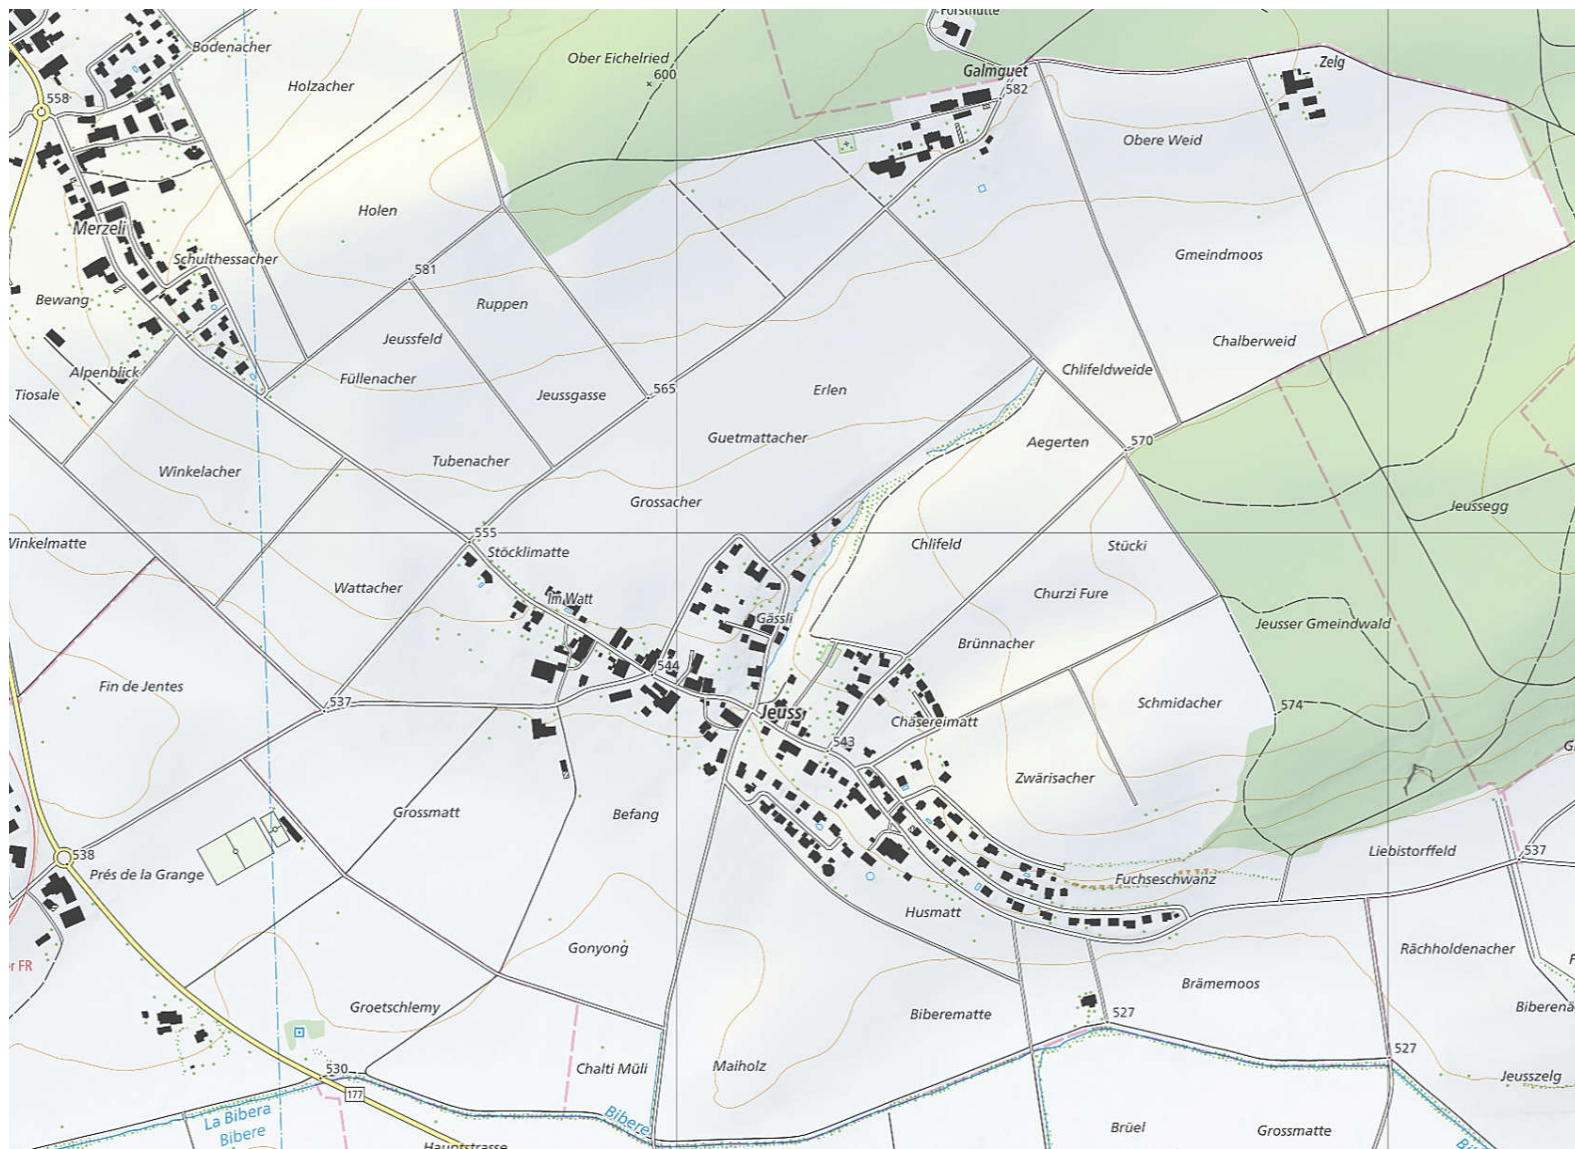 Forsthütte
Bodenacher
Ober Eichelried
600
Zelg
Galmguet
582
Holzacher
558
Obere Weid
Holen
Merzeli
Schulthessacher
Gmeindmoos
581
Bewang
Ruppen
Jeussfeld
Chalberweid
Alpenblick
Füllenacher
Chlifeldweide
Tiosale
Jeussgasse
565
Erlen
Guetmattacher
Aegerten
570
Winkelacher
Tubenacher
Grossacher
Jeussegg
555
Winkelmatte
Stöcklimatte
Chlifeld
Stücki
Wattacher
Im Watt
Churzi Fure
Gässli
Jeusser Gmeindwald
Brünnacher
544
Fin de Jentes
537
Jeuss
Chäsereimatt
Schmidacher
574
543
Zwärisacher
Grossmatt
Befang
538
Prés de la Grange
Liebistorffeld
537
Fuchseschwanz
Husmatt
Gonyong
Rächholdenacher
er FR
Groetschlemy
Biberematte
Brämemoos
527
Biberenä
527
530
Chalti Müli
Maiholz
Jeusszelg
177
La Bibera
Bibere
Bibere
Brüel
Grossmatte
Hauptstrasse